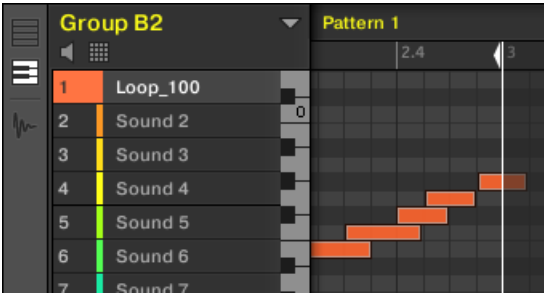 Group B2
Pattern 1
2.4 3
1 Loop_100
0
2 Sound 2
3 Sound 3
4 Sound 4
5 Sound 5
6 Sound 6
7 Sound 7